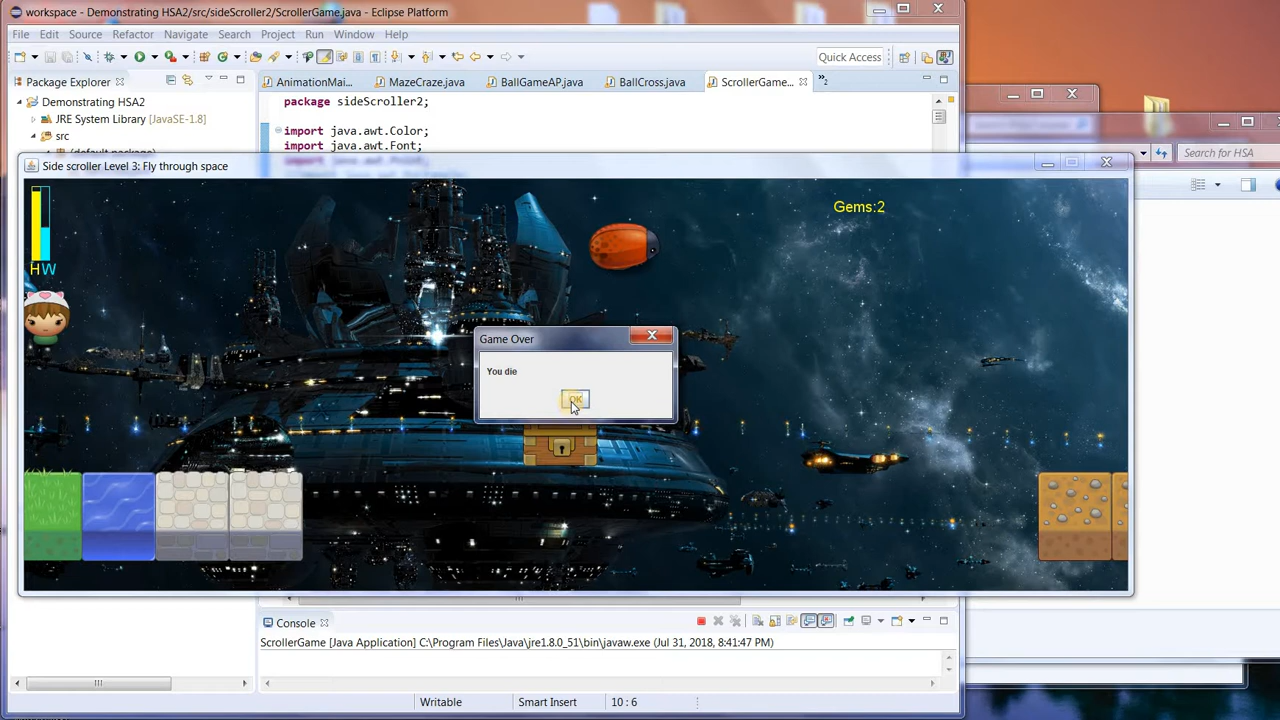 workspace - Demonstrating HSA2/src/sideScroller2/ScrollerGame.java - Eclipse Platform
File Edit Source Refactor Navigate Search Project Run Window Help
Quick Access
Package Explorer
AnimationMai...
MazeCraze.java
BallGameAP.java
BallCross.java
ScrollerGame...
»2
Demonstrating HSA2
JRE System Library [JavaSE-1.8]
src
package sideScroller2;
import java.awt.Color;
import java.awt.Font;
Search HSA
Side scroller Level 3: Fly through space
H W
Gems:2
Game Over
You die
OK
Console
ScrollerGame [Java Application] C:\Program Files\Java\jre1.8.0_51\bin\javaw.exe (Jul 31, 2018, 8:41:47 PM)
Writable
Smart Insert
10 : 6